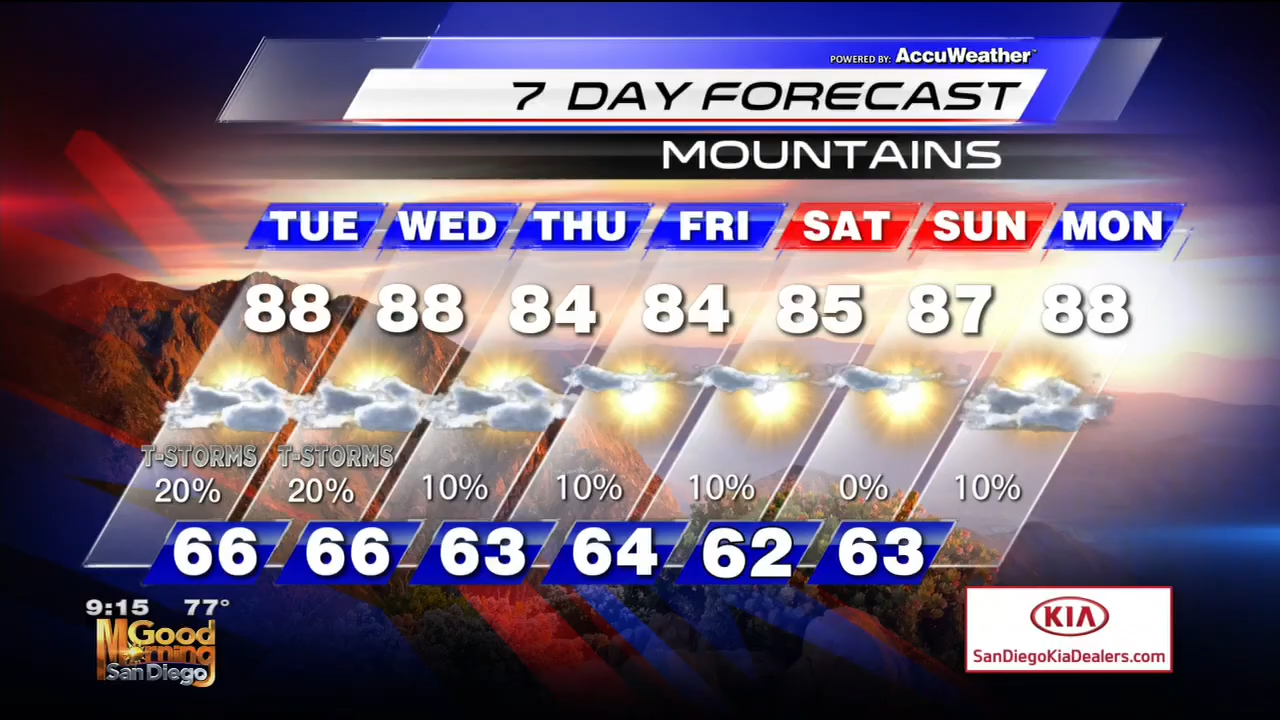 POWERED BY: AccuWeather™
7 DAY FORECAST
MOUNTAINS
TUE WED THU FRI SAT SUN MON
88 88 84 84 85 87 88
T-STORMS T-STORMS
20% 20% 10% 10% 10% 0% 10%
66 66 63 64 62 63
9:15 77°
Good
Morning
San Diego
KIA
SanDiegoKiaDealers.com